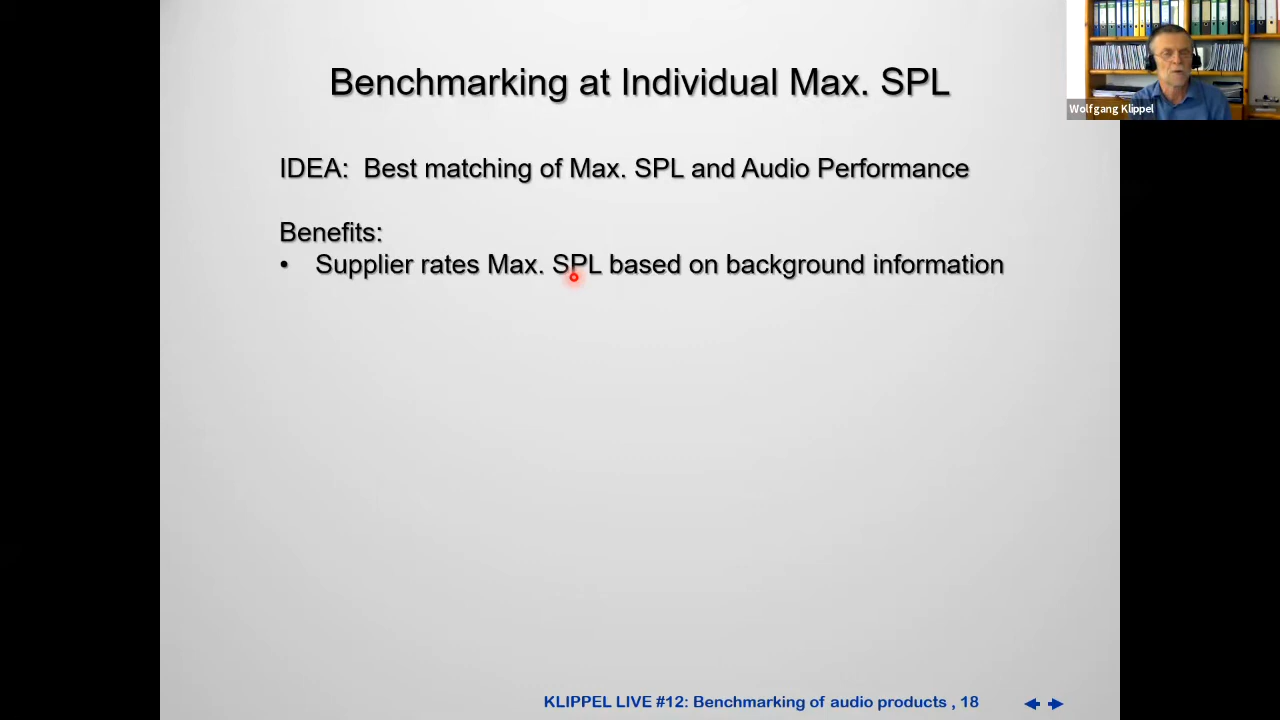 Benchmarking at Individual Max. SPL
Wolfgang Klippel
IDEA: Best matching of Max. SPL and Audio Performance
Benefits:
• Supplier rates Max. SPL based on background information
KLIPPEL LIVE #12: Benchmarking of audio products , 18